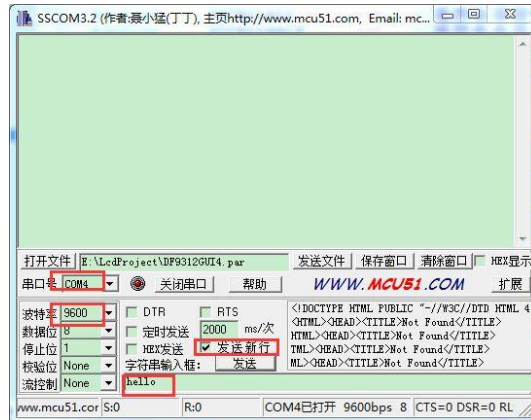 SSCOM3.2 (作者:聂小猛(丁丁), 主页http://www.mcu51.com, Email: mc...
打开文件 E:\LcdProject\DF9312GUI4.par 发送文件 保存窗口 清除窗口 HEX显示
串口号 COM4 关闭串口 帮助 WWW.MCU51.COM 扩展
波特率 9600 DTR RTS
数据位 8 定时发送 2000 ms/次
停止位 1 HEX发送 发送新行
校验位 None 字符串输入框: 发送
流控制 None hello
<!DOCTYPE HTML PUBLIC "-//W3C//DTD HTML 4
<HTML><HEAD><TITLE>Not Found</TITLE>
HTML><HEAD><TITLE>Not Found</TITLE>
TML><HEAD><TITLE>Not Found</TITLE>
ML><HEAD><TITLE>Not Found</TITLE>
www.mcu51.cor S:0 R:0 COM4已打开 9600bps CTS=0 DSR=0 RL